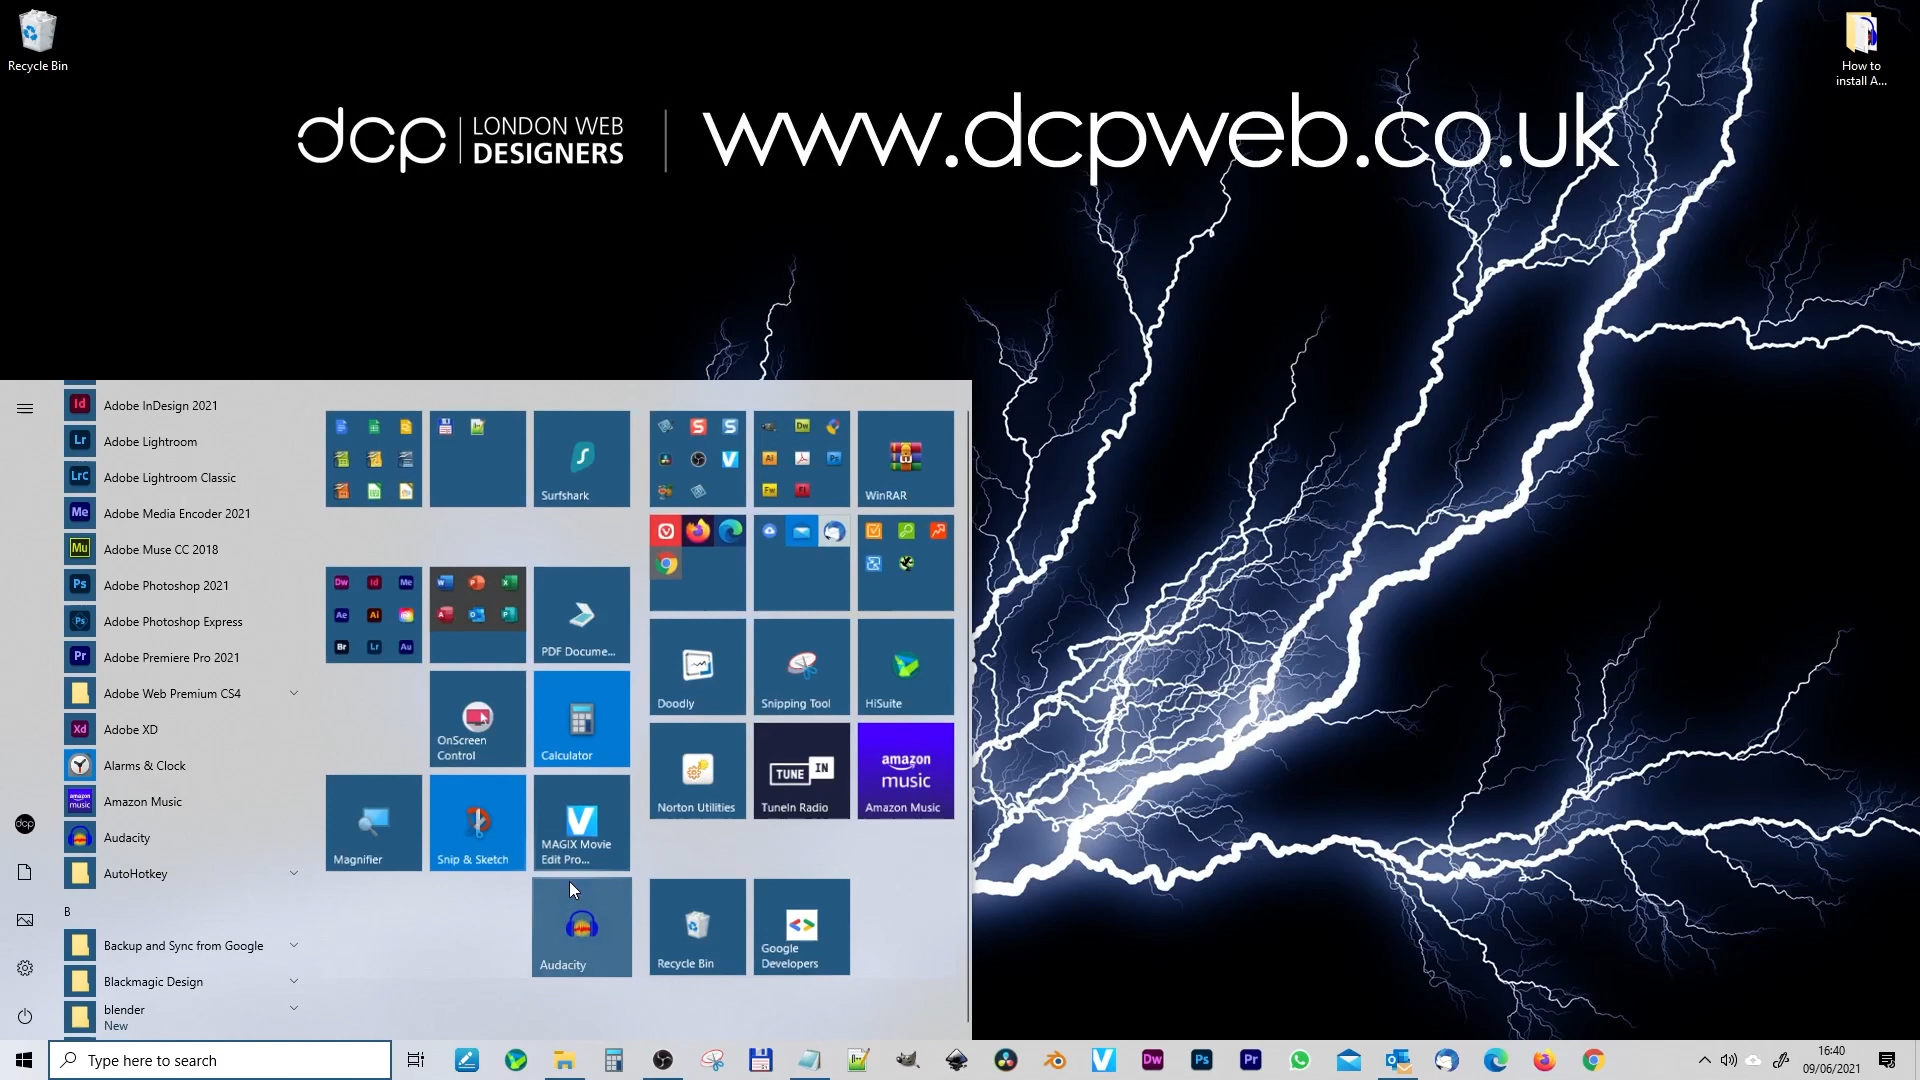 Recycle Bin
How to
install A...
dcp
LONDON WEB
DESIGNERS
www.dcpweb.co.uk
Adobe InDesign 2021
Adobe Lightroom
Adobe Lightroom Classic
Adobe Media Encoder 2021
Adobe Muse CC 2018
Adobe Photoshop 2021
Adobe Photoshop Express
Adobe Premiere Pro 2021
Adobe Web Premium CS4
Adobe XD
Alarms & Clock
Amazon Music
Audacity
AutoHotkey
B
Backup and Sync from Google
Blackmagic Design
blender
New
Surfshark
WinRAR
PDF Docume...
Doodly
Snipping Tool
HiSuite
OnScreen
Control
Calculator
Norton Utilities
TUNE IN
TuneIn Radio
amazon
music
Amazon Music
Magnifier
Snip & Sketch
MAGIX Movie
Edit Pro...
Audacity
Recycle Bin
Google
Developers
Type here to search
16:40
09/06/2021